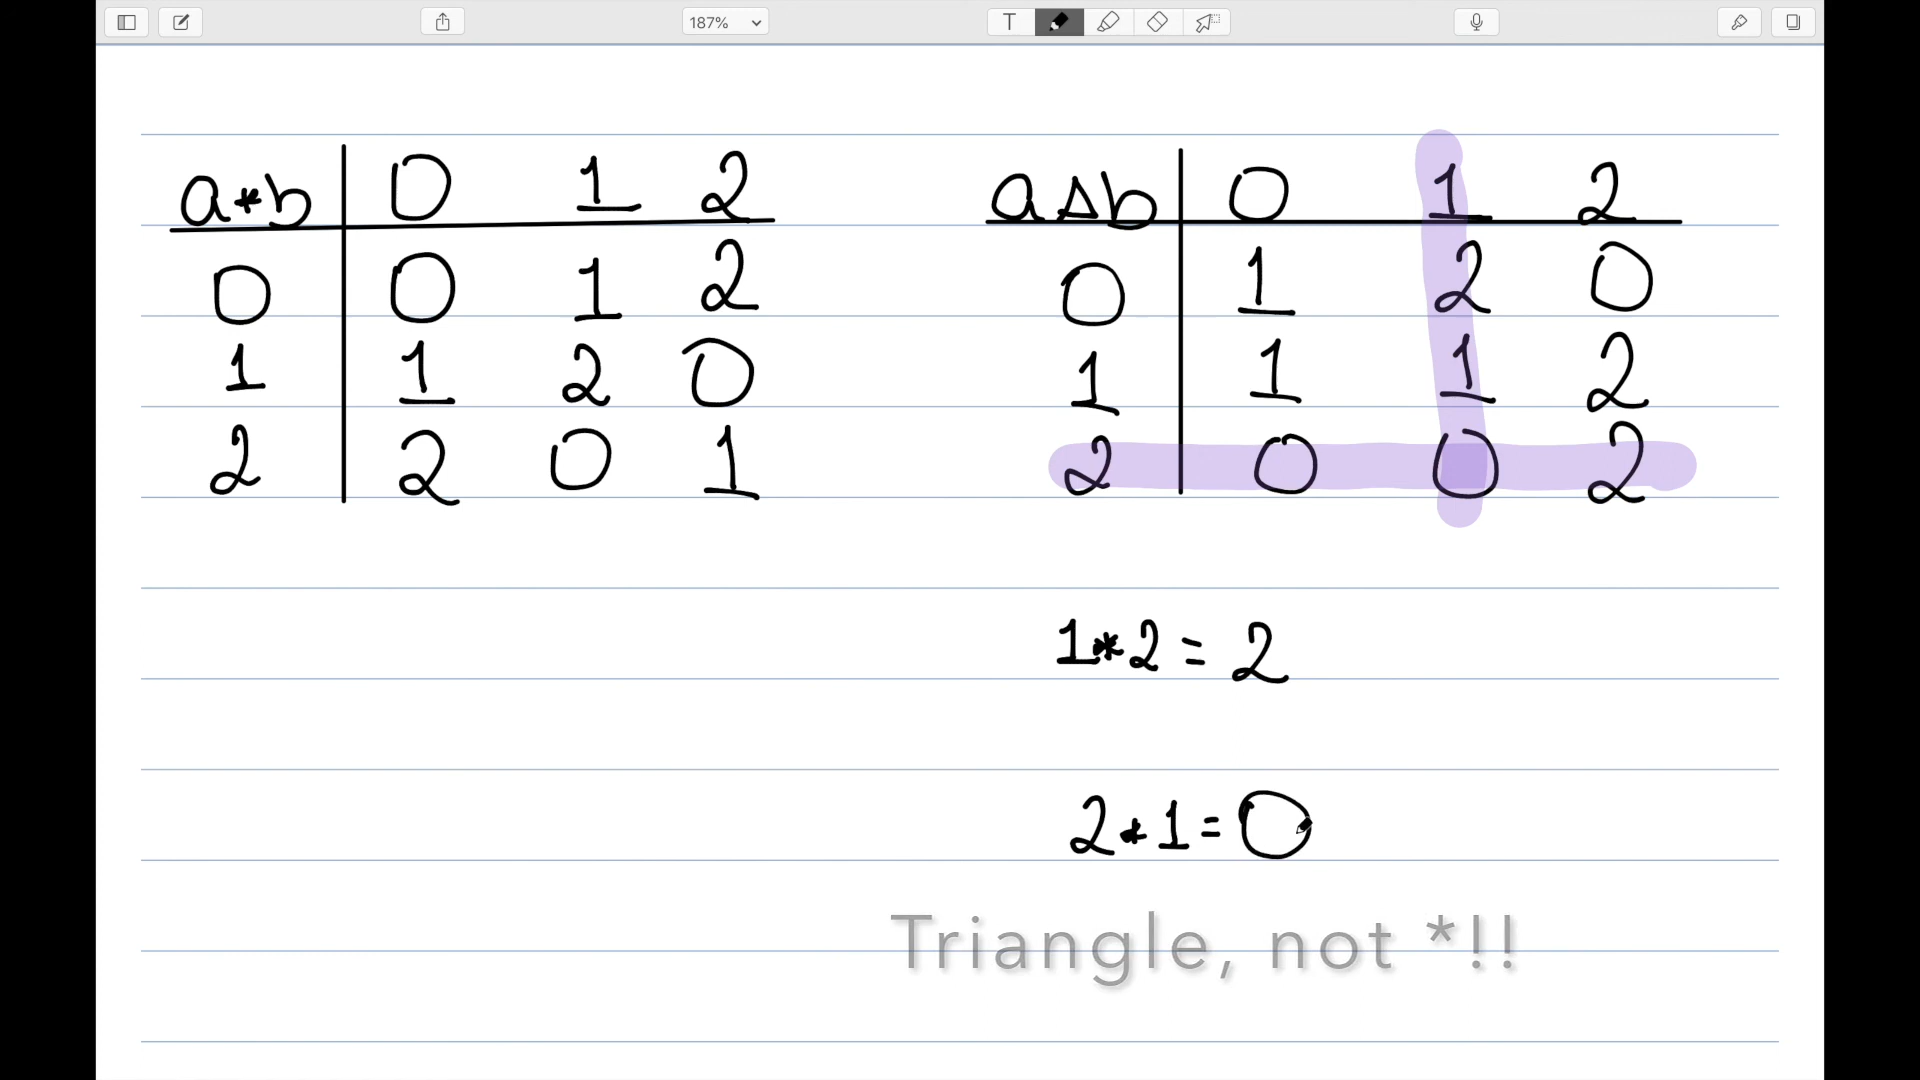 187%
T
a*b 0 1 2
0 0 1 2
1 1 2 0
2 2 0 1
a△b 0 1 2
0 1 2 0
1 1 1 2
2 0 0 2
1*2 = 2
2*1 = 0
Triangle, not *!!